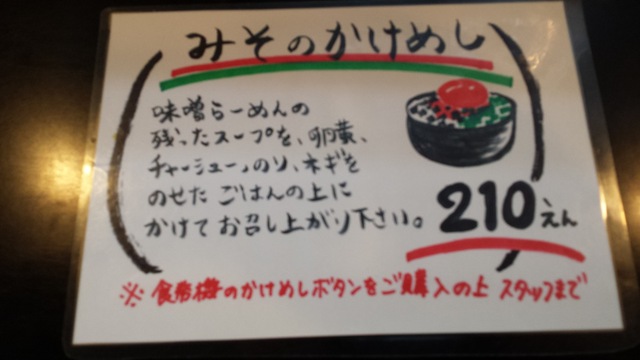 みそのかけめし
味噌らーめんの
残ったスープを、卵黄、
チャーシュー、のり、ネギを
のせた ごはんの上に
かけて お召し上がり下さい。
210えん
※ 食券機のかけめしボタンをご購入の上 スタッフまで